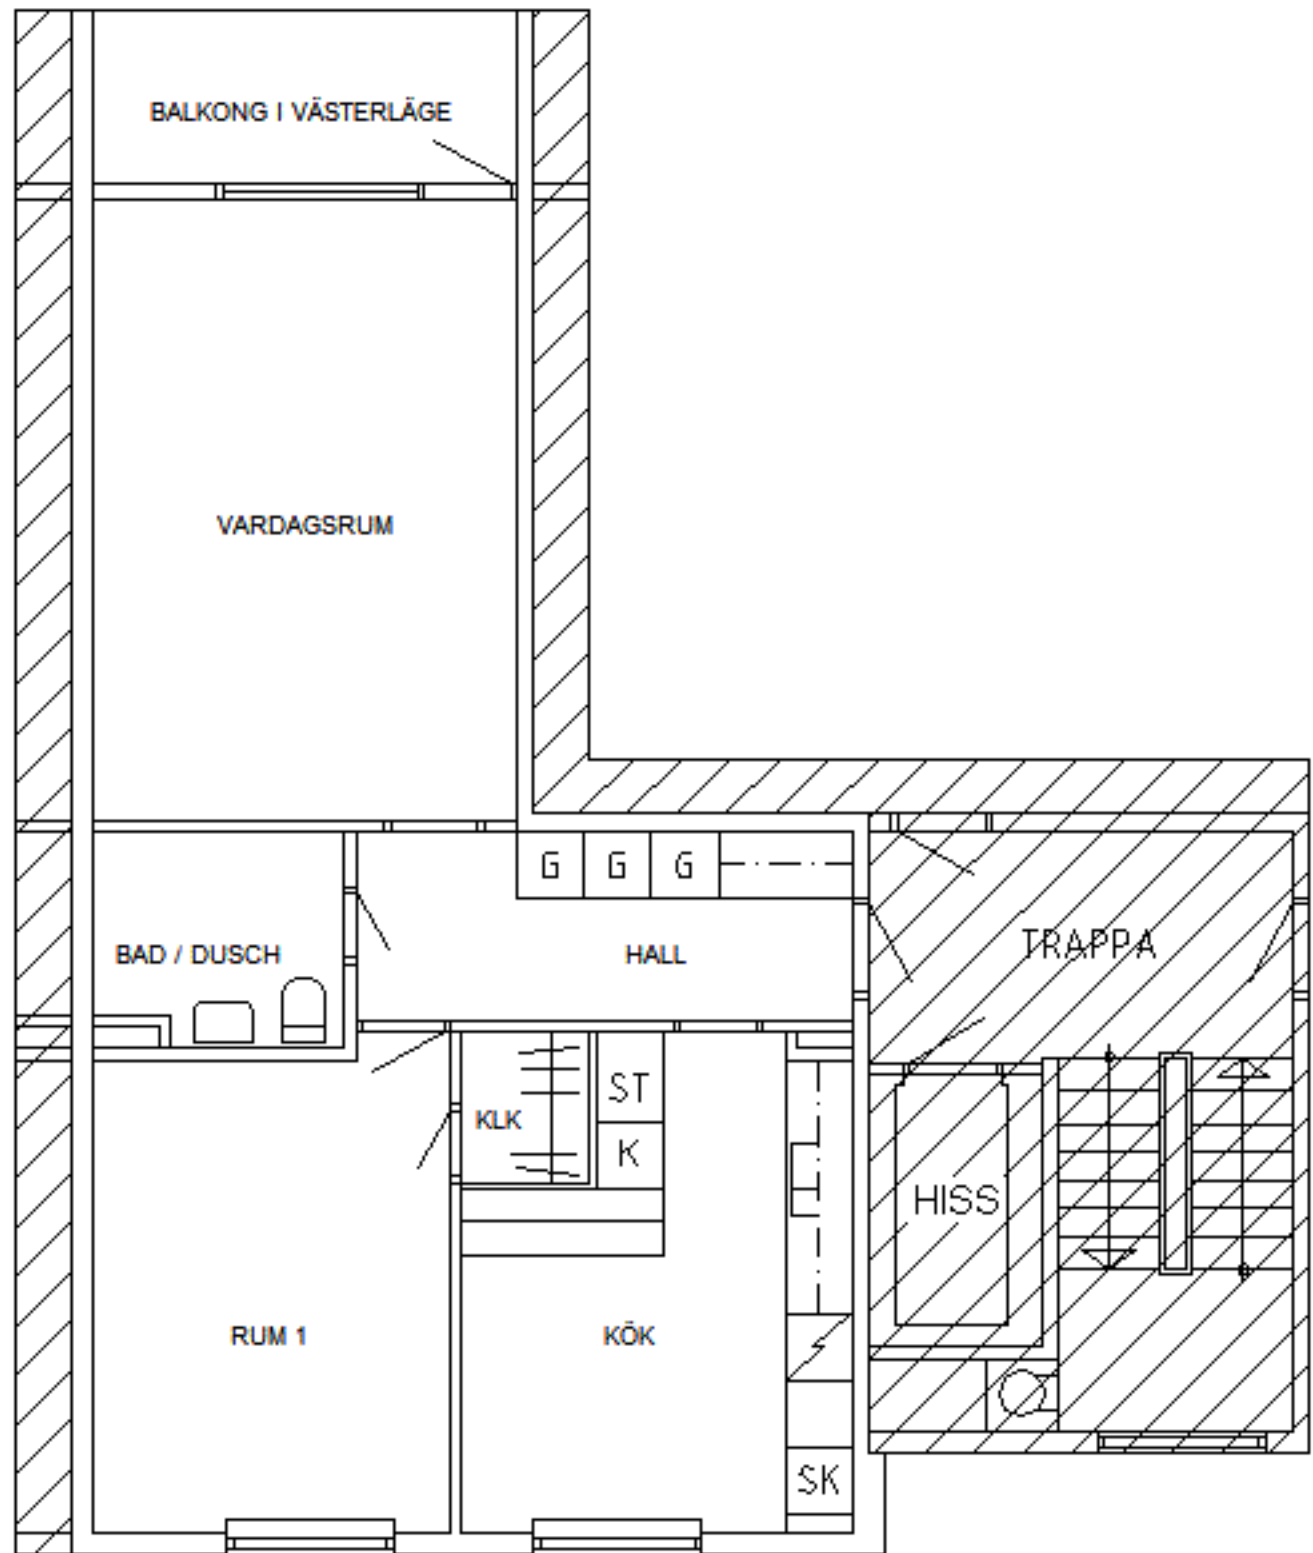 BALKONG I VÄSTERLÄGE
VARDAGSRUM
G G G
BAD / DUSCH
HALL
TRAPPA
ST
KLK
K
HISS
RUM 1
KÖK
SK